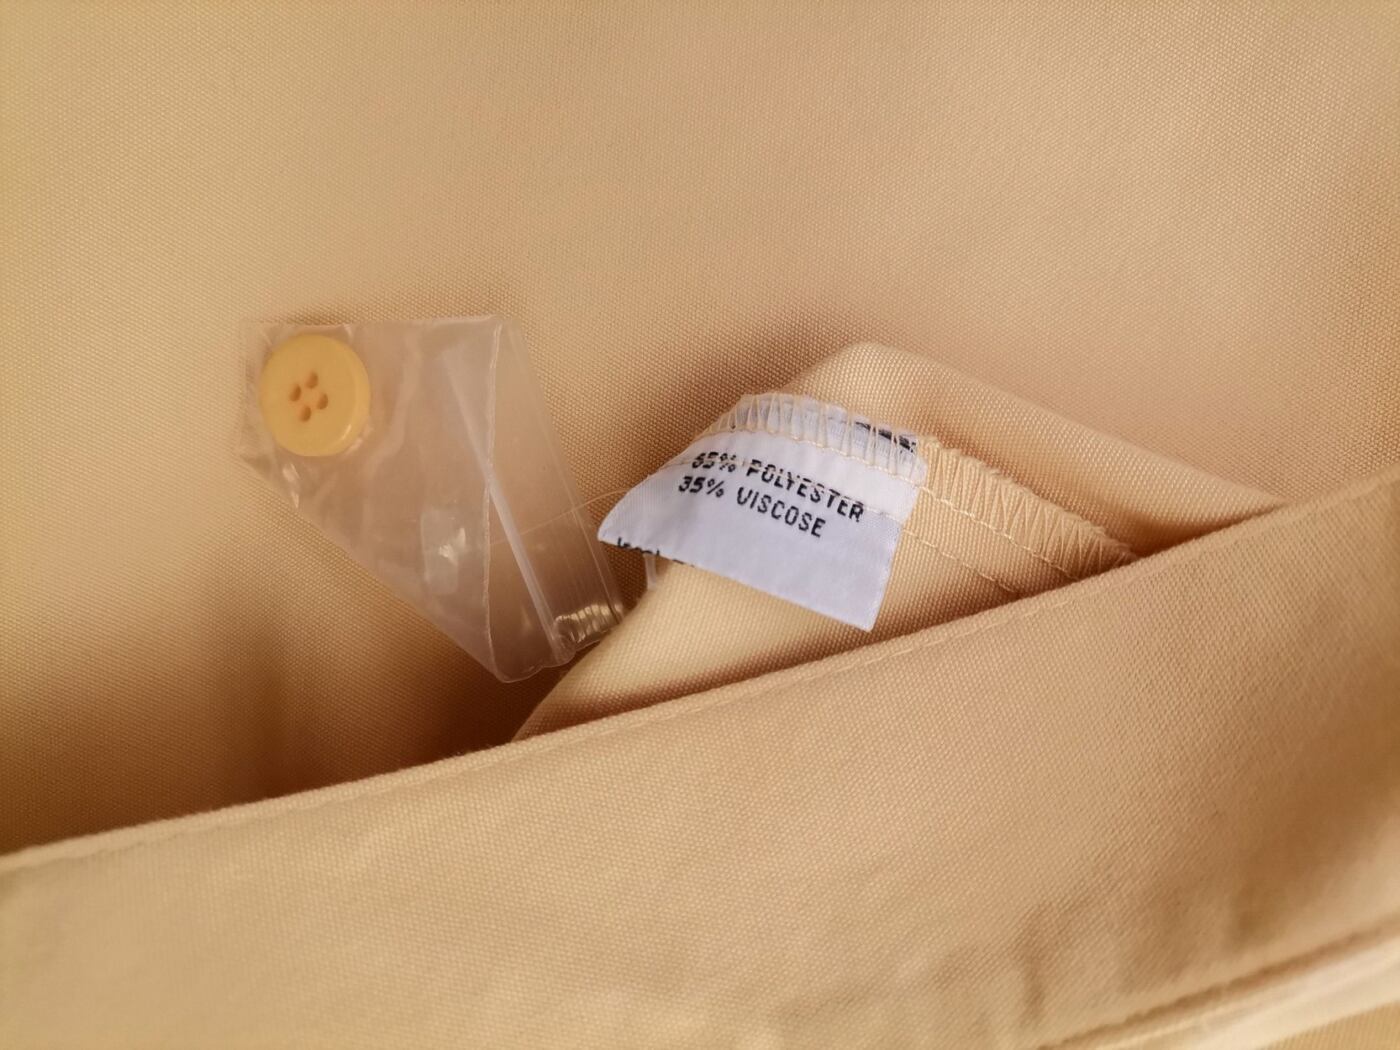 65% POLYESTER
35% VISCOSE